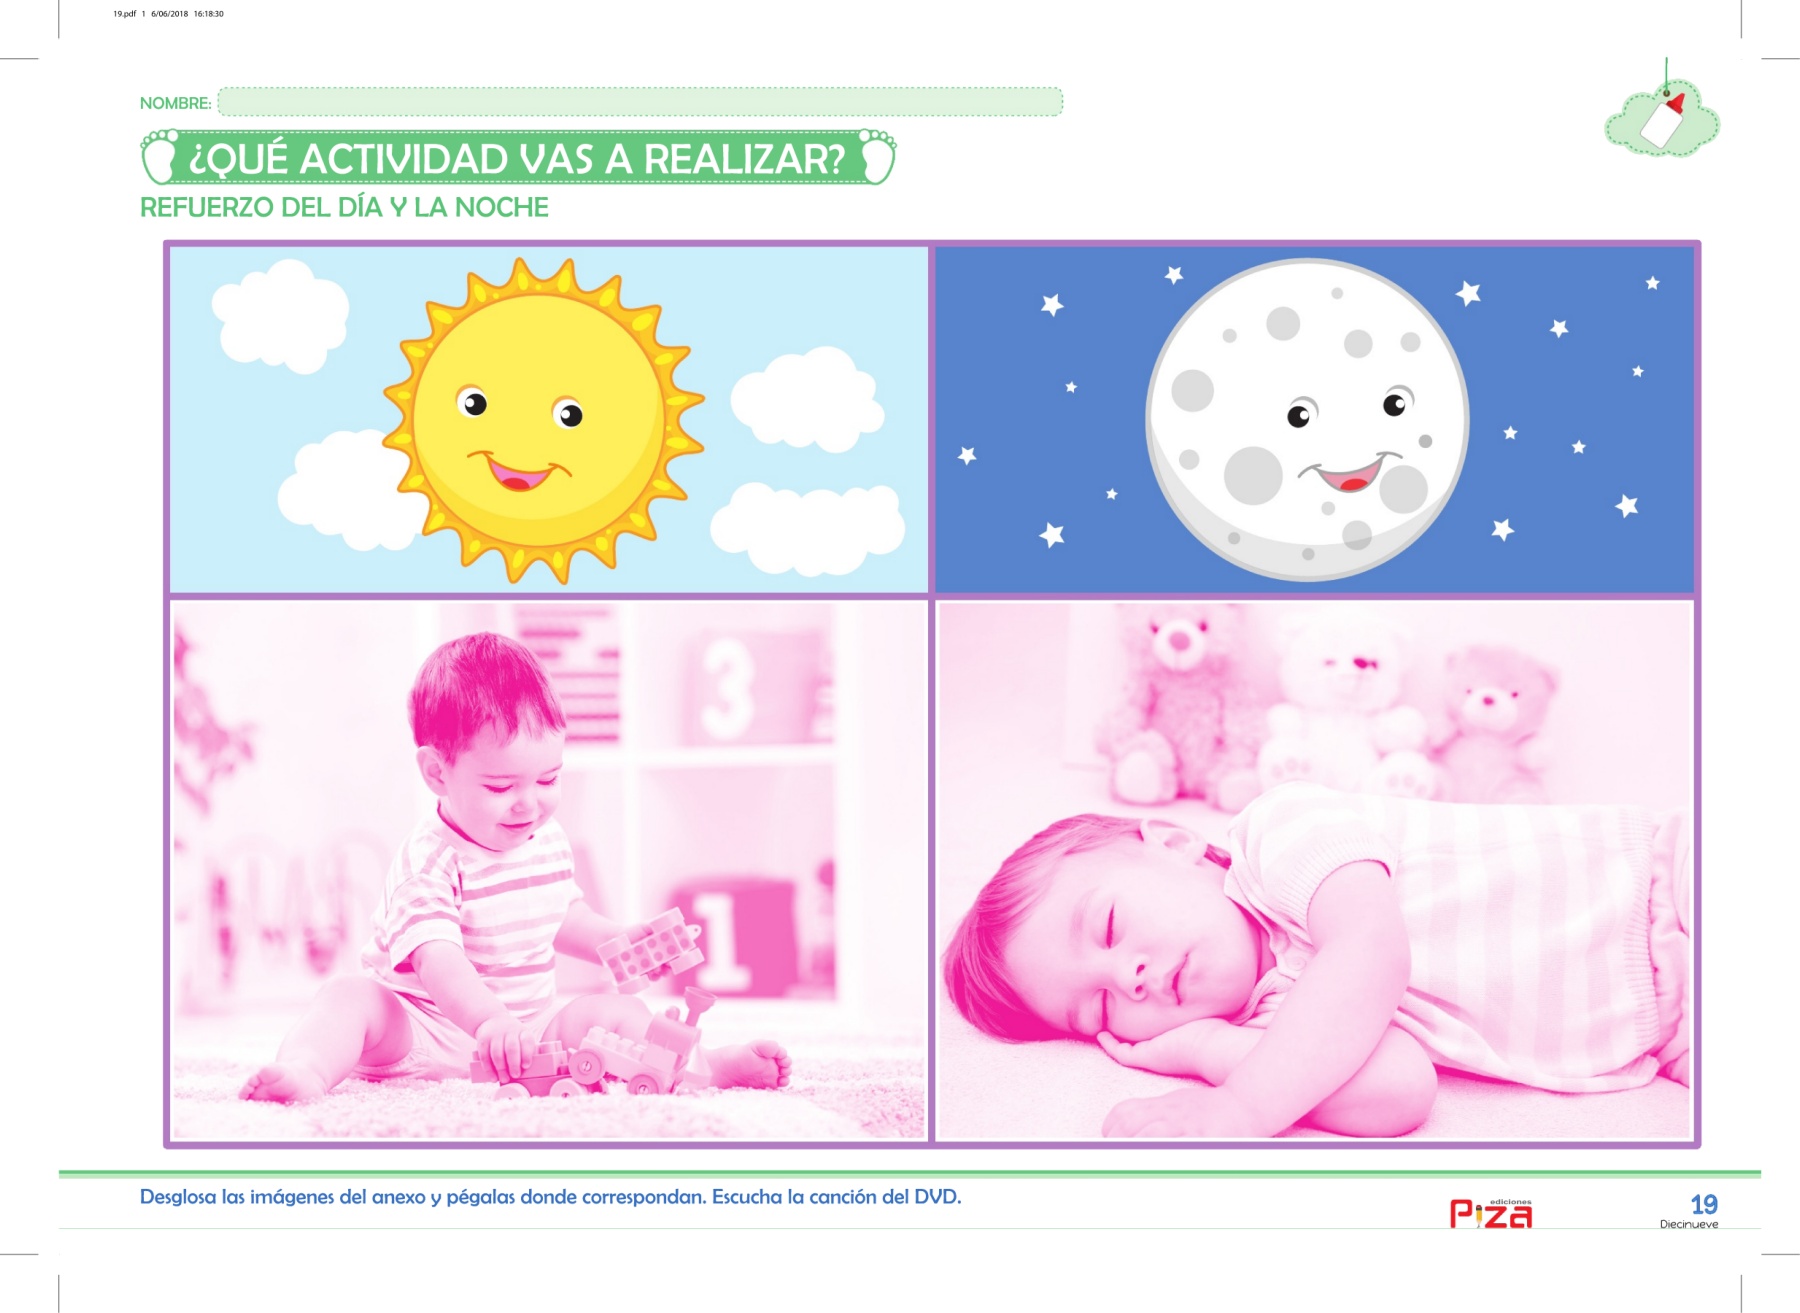 19.pdf 1 6/06/2018 16:18:30
NOMBRE:
¿QUÉ ACTIVIDAD VAS A REALIZAR?
REFUERZO DEL DÍA Y LA NOCHE
3
1
Desglosa las imágenes del anexo y pégalas donde correspondan. Escucha la canción del DVD.
ediciones
Piza
19
Diecinueve